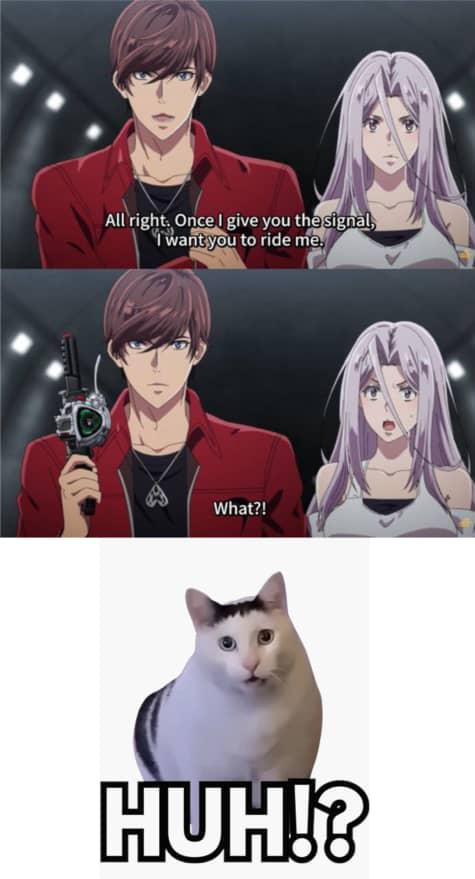 All right. Once I give you the signal,
I want you to ride me.
What?!
HUH!?